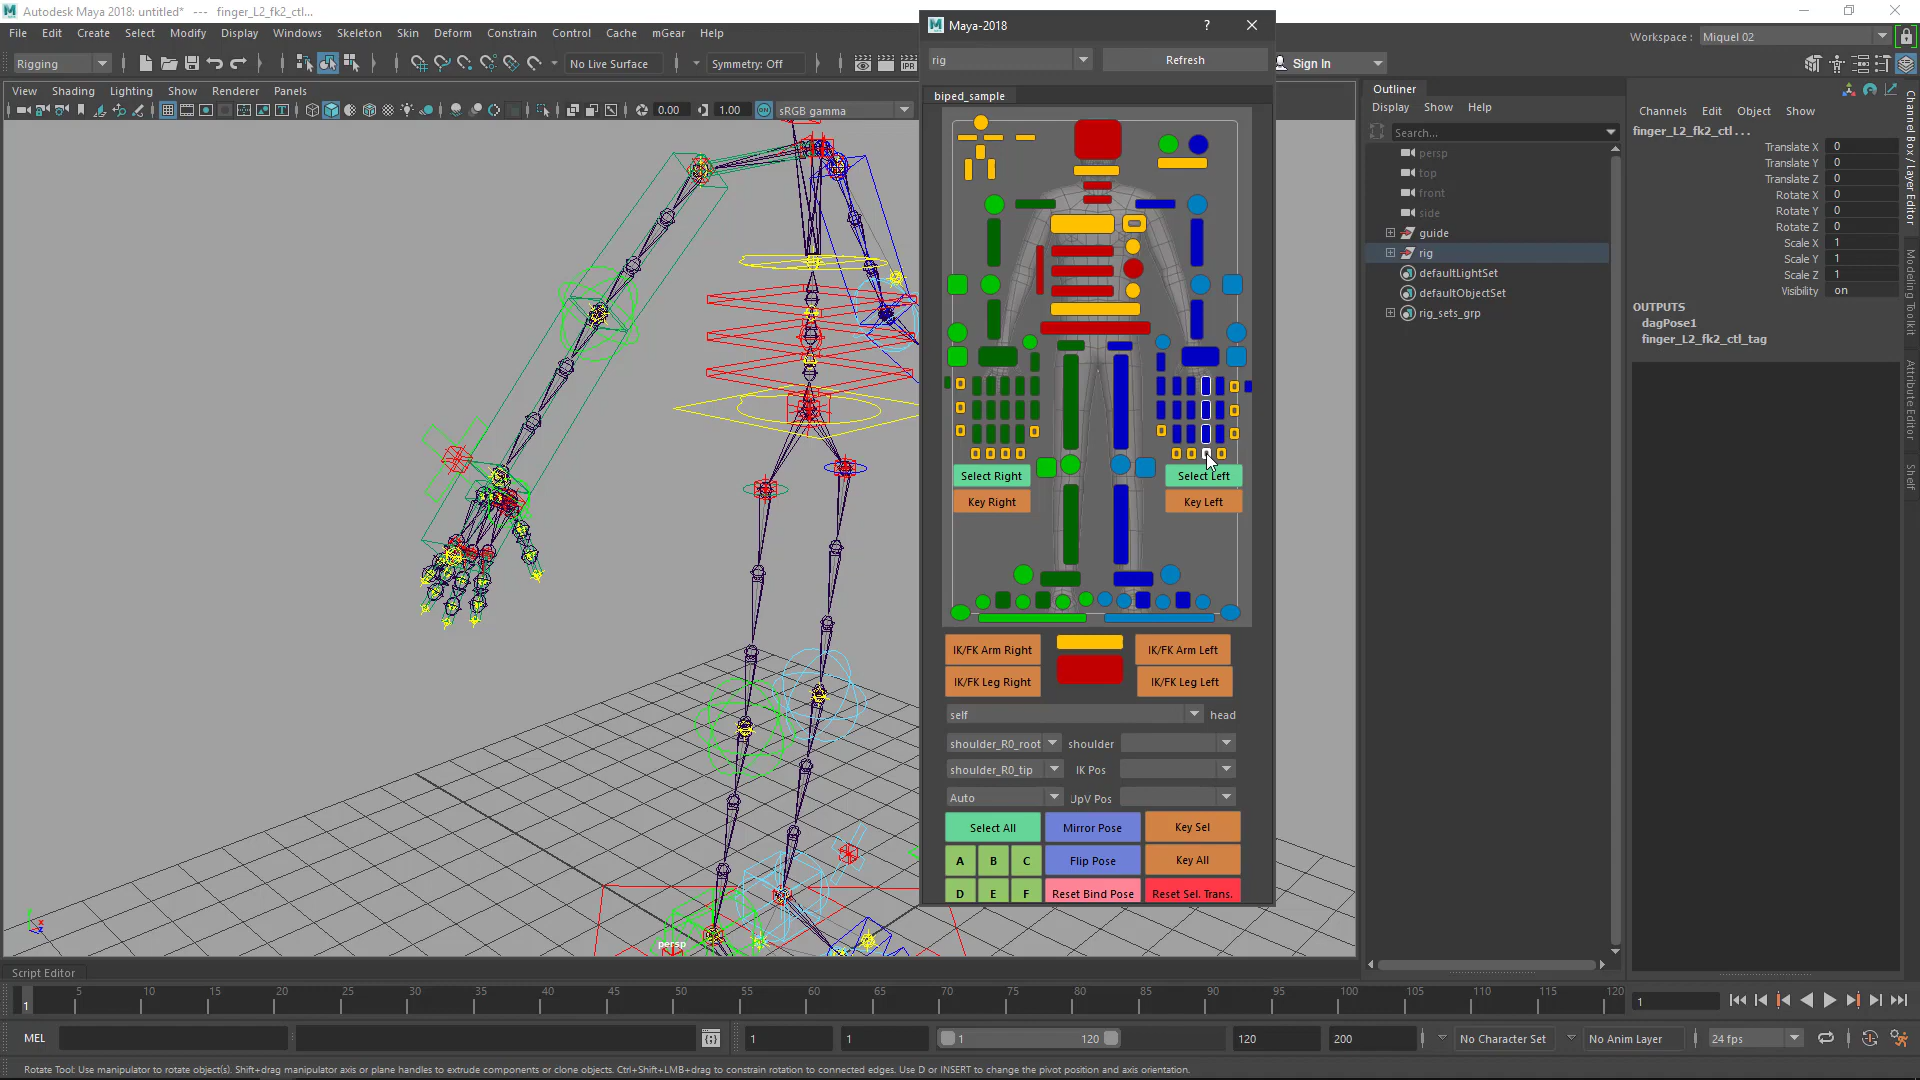 Autodesk Maya 2018: untitled* --- finger_L2_fk2_ctl...
File Edit Create Select Modify Display Windows Skeleton Skin Deform Constrain Control Cache mGear Help
Workspace : Miquel 02
Rigging
No Live Surface
Symmetry: Off
Sign In
View Shading Lighting Show Renderer Panels
0.00 1.00 sRGB gamma
Maya-2018 ?
rig Refresh
biped_sample
Select Right Select Left
Key Right Key Left
IK/FK Arm Right IK/FK Arm Left
IK/FK Leg Right IK/FK Leg Left
self head
shoulder_R0_root shoulder
shoulder_R0_tip IK Pos
Auto UpV Pos
Select All Mirror Pose Key Sel
A B C Flip Pose Key All
D E F Reset Bind Pose Reset Sel. Trans.
persp
Outliner
Display Show Help
Search...
persp
top
front
side
guide
rig
defaultLightSet
defaultObjectSet
rig_sets_grp
Channels Edit Object Show
finger_L2_fk2_ctl ...
Translate X 0
Translate Y 0
Translate Z 0
Rotate X 0
Rotate Y 0
Rotate Z 0
Scale X 1
Scale Y 1
Scale Z 1
Visibility on
OUTPUTS
dagPose1
finger_L2_fk2_ctl_tag
Channel Box / Layer Editor
Modeling Toolkit
Attribute Editor
Shelf
Script Editor
1 5 10 15 20 25 30 35 40 45 50 55 60 65 70 75 80 85 90 95 100 105 110 115 120
1
MEL
1 1 1 120 120 200
No Character Set
No Anim Layer
24 fps
Rotate Tool: Use manipulator to rotate object(s). Shift+drag manipulator axis or plane handles to extrude components or clone objects. Ctrl+Shift+LMB+drag to constrain rotation to connected edges. Use D or INSERT to change the pivot position and axis orientation.